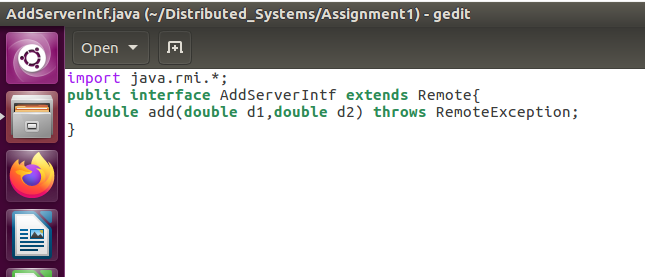 AddServerIntf.java (~/Distributed_Systems/Assignment1) - gedit
Open
import java.rmi.*;
public interface AddServerIntf extends Remote{
  double add(double d1,double d2) throws RemoteException;
}